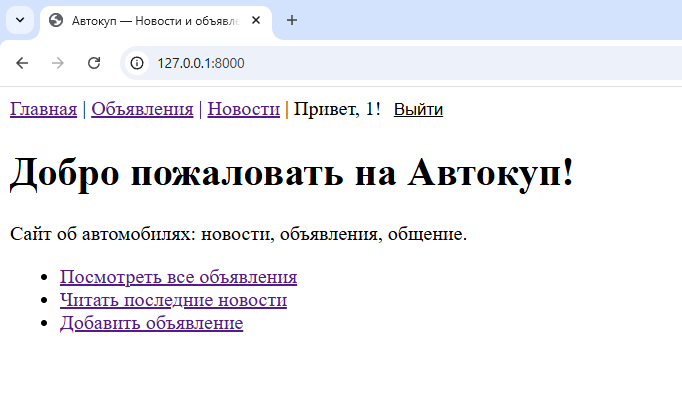 Автокуп — Новости и объявле
127.0.0.1:8000
Главная | Объявления | Новости | Привет, 1! Выйти
Добро пожаловать на Автокуп!
Сайт об автомобилях: новости, объявления, общение.
Посмотреть все объявления
Читать последние новости
Добавить объявление